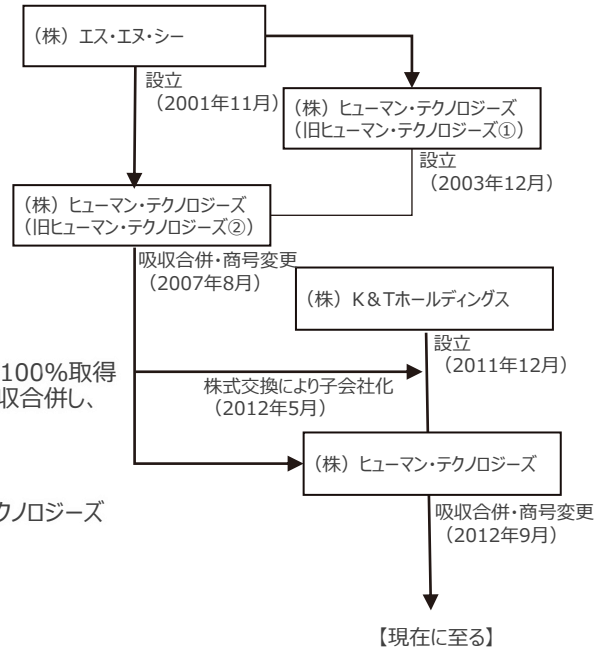 （株）エス・エヌ・シー
設立
（2001年11月）
（株）ヒューマン・テクノロジーズ
（旧ヒューマン・テクノロジーズ①）
設立
（2003年12月）
（株）ヒューマン・テクノロジーズ
（旧ヒューマン・テクノロジーズ②）
吸収合併・商号変更
（2007年8月）
（株）K＆Tホールディングス
設立
（2011年12月）
100%取得
収合併し、
株式交換により子会社化
（2012年5月）
（株）ヒューマン・テクノロジーズ
クノロジーズ
吸収合併・商号変更
（2012年9月）
【現在に至る】